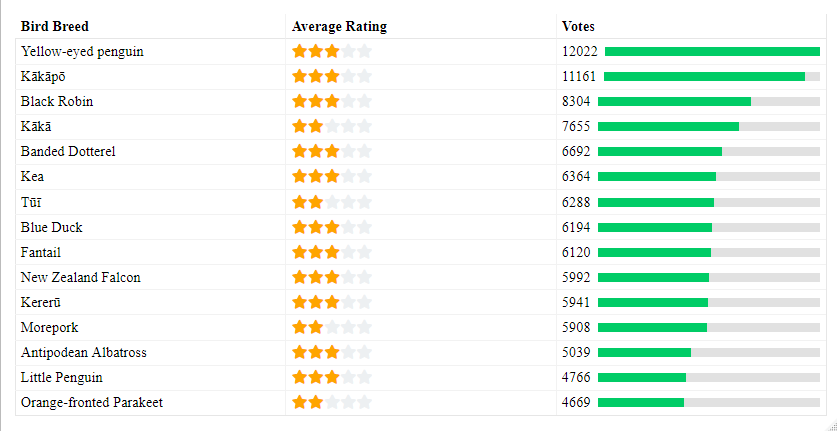 Bird Breed Average Rating Votes
Yellow-eyed penguin 12022
Kākāpō 11161
Black Robin 8304
Kākā 7655
Banded Dotterel 6692
Kea 6364
Tūī 6288
Blue Duck 6194
Fantail 6120
New Zealand Falcon 5992
Kererū 5941
Morepork 5908
Antipodean Albatross 5039
Little Penguin 4766
Orange-fronted Parakeet 4669